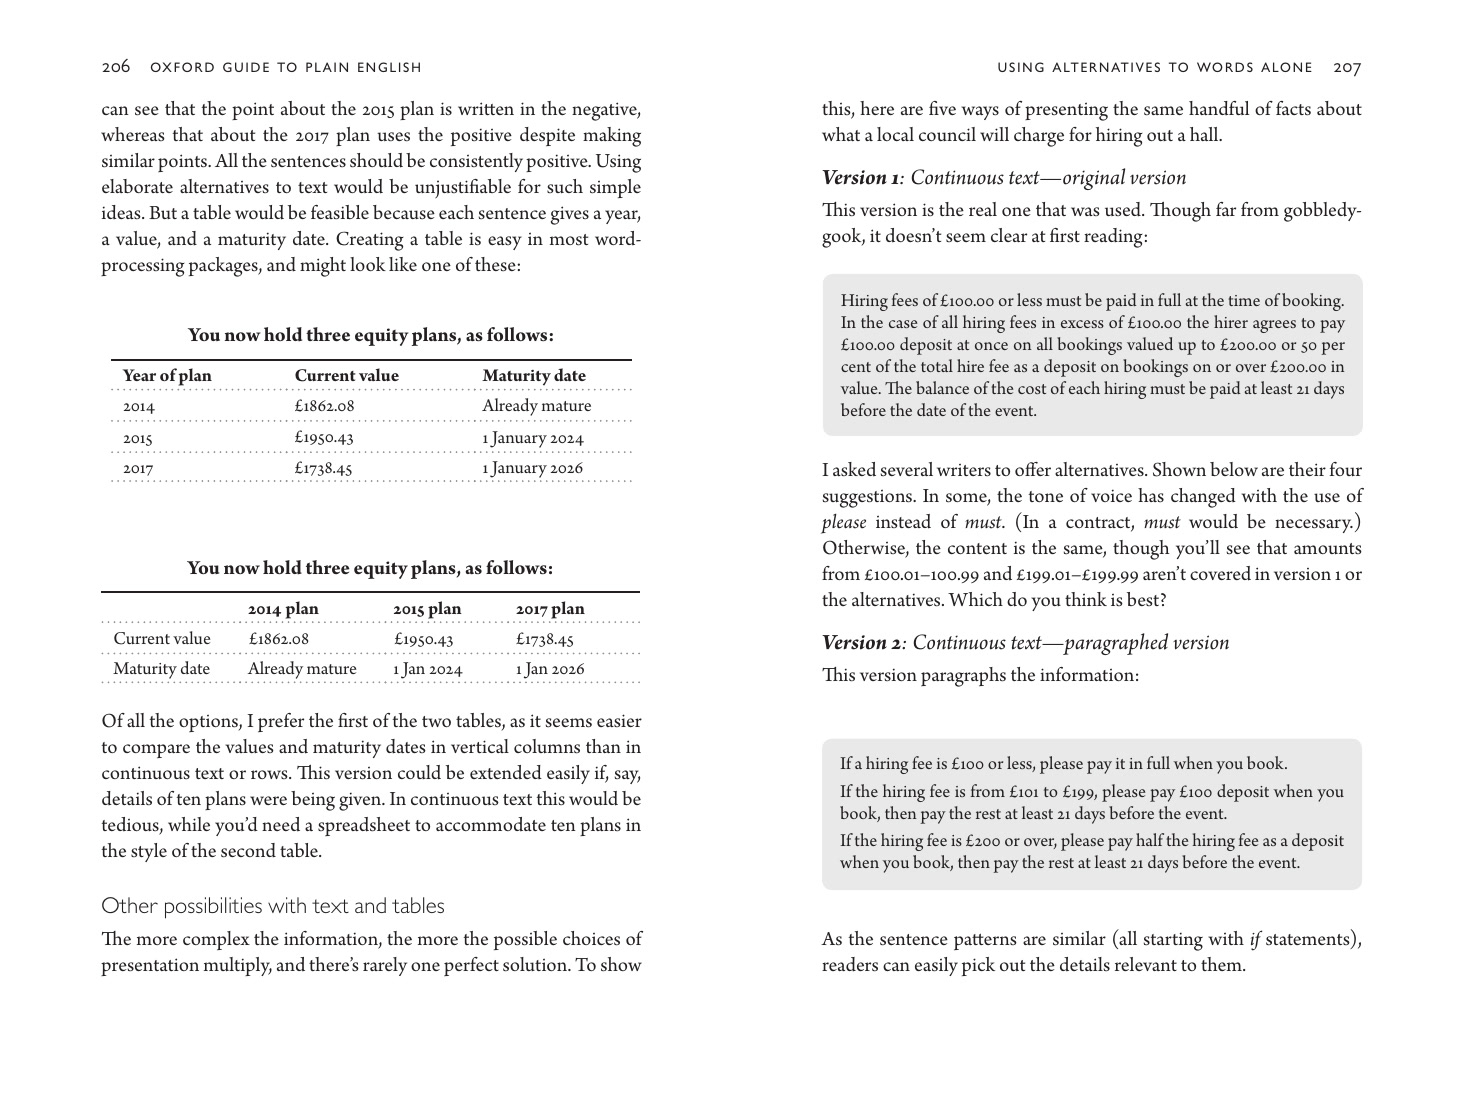 206 OXFORD GUIDE TO PLAIN ENGLISH
can see that the point about the 2015 plan is written in the negative,
whereas that about the 2017 plan uses the positive despite making
similar points. All the sentences should be consistently positive. Using
elaborate alternatives to text would be unjustifiable for such simple
ideas. But a table would be feasible because each sentence gives a year,
a value, and a maturity date. Creating a table is easy in most word-
processing packages, and might look like one of these:
You now hold three equity plans, as follows:
Year of plan Current value Maturity date
2014 £1862.08 Already mature
2015 £1950.43 1 January 2024
2017 £1738.45 1 January 2026
You now hold three equity plans, as follows:
2014 plan 2015 plan 2017 plan
Current value £1862.08 £1950.43 £1738.45
Maturity date Already mature 1 Jan 2024 1 Jan 2026
Of all the options, I prefer the first of the two tables, as it seems easier
to compare the values and maturity dates in vertical columns than in
continuous text or rows. This version could be extended easily if, say,
details of ten plans were being given. In continuous text this would be
tedious, while you’d need a spreadsheet to accommodate ten plans in
the style of the second table.
Other possibilities with text and tables
The more complex the information, the more the possible choices of
presentation multiply, and there’s rarely one perfect solution. To show
USING ALTERNATIVES TO WORDS ALONE 207
this, here are five ways of presenting the same handful of facts about
what a local council will charge for hiring out a hall.
Version 1: Continuous text—original version
This version is the real one that was used. Though far from gobbledy-
gook, it doesn’t seem clear at first reading:
Hiring fees of £100.00 or less must be paid in full at the time of booking.
In the case of all hiring fees in excess of £100.00 the hirer agrees to pay
£100.00 deposit at once on all bookings valued up to £200.00 or 50 per
cent of the total hire fee as a deposit on bookings on or over £200.00 in
value. The balance of the cost of each hiring must be paid at least 21 days
before the date of the event.
I asked several writers to offer alternatives. Shown below are their four
suggestions. In some, the tone of voice has changed with the use of
please instead of must. (In a contract, must would be necessary.)
Otherwise, the content is the same, though you’ll see that amounts
from £100.01–100.99 and £199.01–£199.99 aren’t covered in version 1 or
the alternatives. Which do you think is best?
Version 2: Continuous text—paragraphed version
This version paragraphs the information:
If a hiring fee is £100 or less, please pay it in full when you book.
If the hiring fee is from £101 to £199, please pay £100 deposit when you
book, then pay the rest at least 21 days before the event.
If the hiring fee is £200 or over, please pay half the hiring fee as a deposit
when you book, then pay the rest at least 21 days before the event.
As the sentence patterns are similar (all starting with if statements),
readers can easily pick out the details relevant to them.